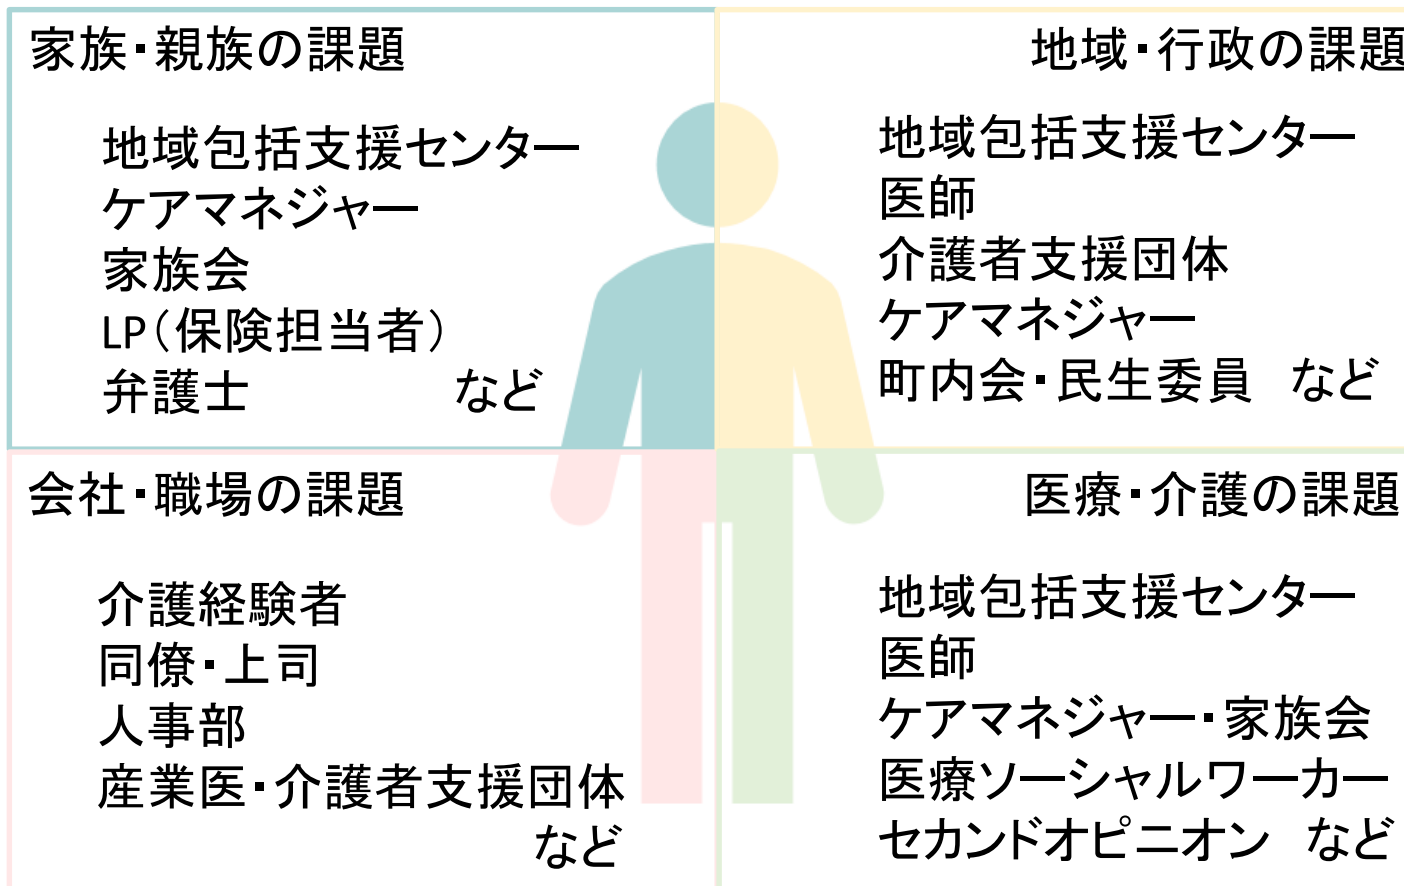 家族・親族の課題
地域包括支援センター
ケアマネジャー
家族会
LP（保険担当者）
弁護士　など
地域・行政の課題
地域包括支援センター
医師
介護者支援団体
ケアマネジャー
町内会・民生委員　など
会社・職場の課題
介護経験者
同僚・上司
人事部
産業医・介護者支援団体
など
医療・介護の課題
地域包括支援センター
医師
ケアマネジャー・家族会
医療ソーシャルワーカー
セカンドオピニオン　など